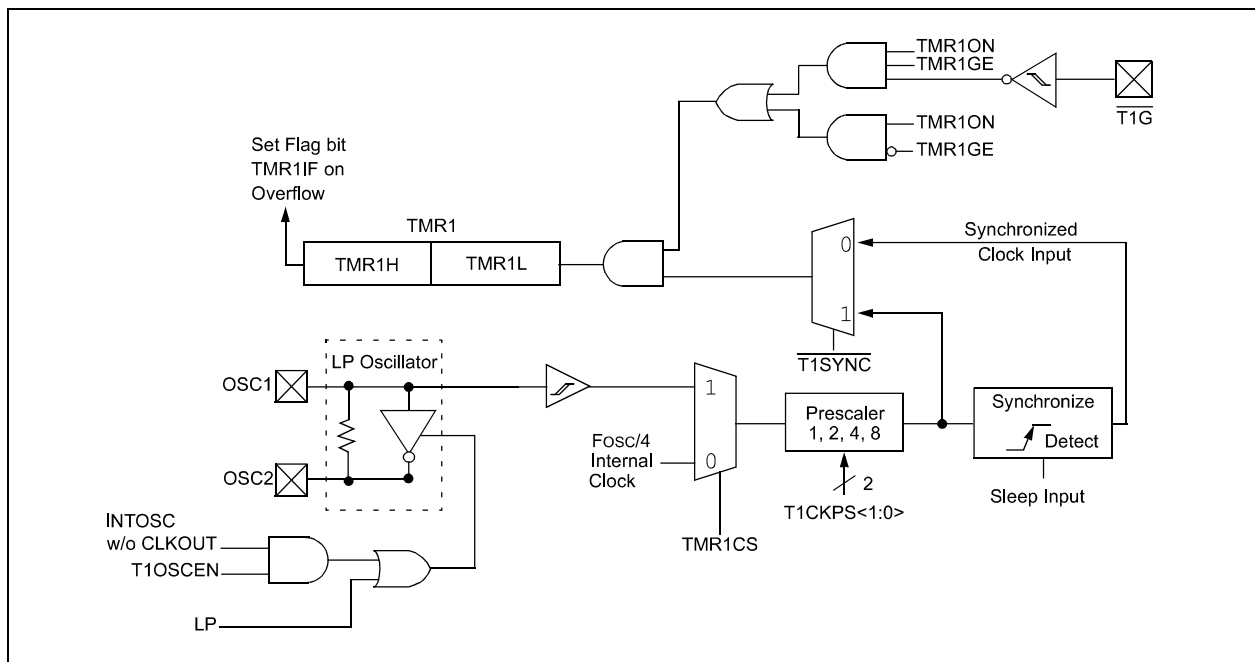 TMR1ON
TMR1GE
T1G
TMR1ON
TMR1GE
Set Flag bit
TMR1IF on
Overflow
TMR1
TMR1H
TMR1L
0
1
Synchronized
Clock Input
T1SYNC
LP Oscillator
OSC1
OSC2
1
0
FOSC/4
Internal
Clock
TMR1CS
Prescaler
1, 2, 4, 8
2
T1CKPS<1:0>
Synchronize
Detect
Sleep Input
INTOSC
w/o CLKOUT
T1OSCEN
LP